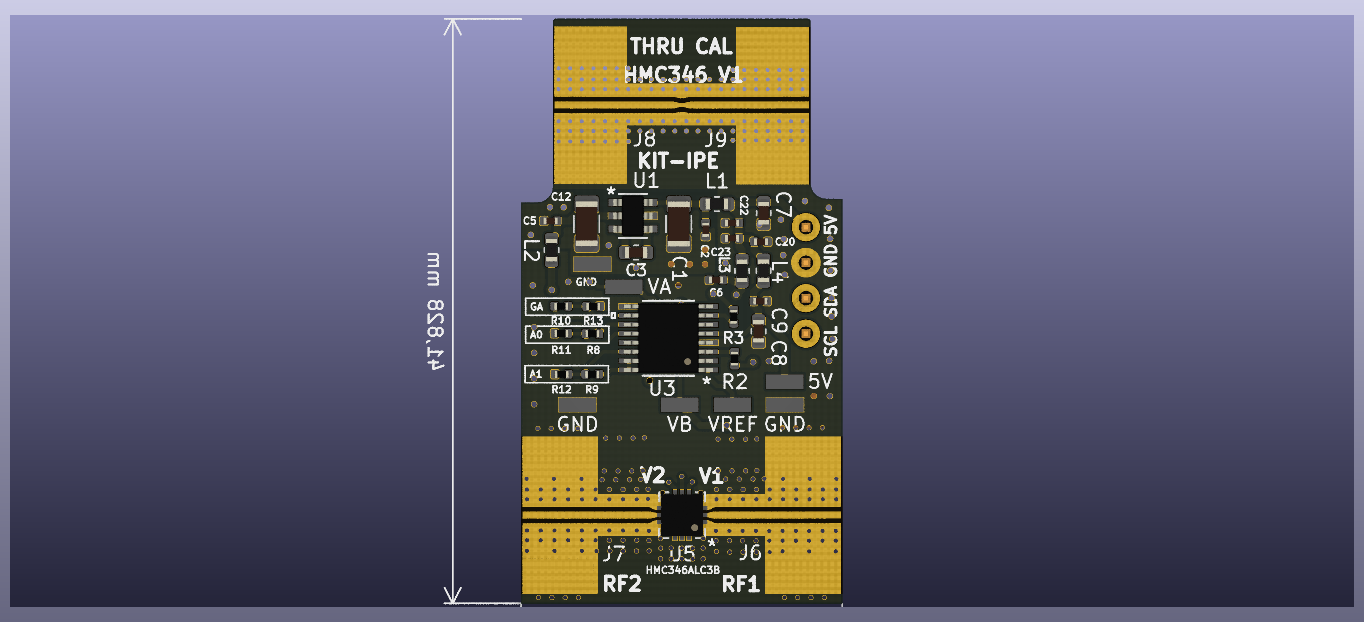 THRU CAL
HMC346 V1
J8
J9
KIT-IPE
U1
L1
C12
*
C22
C7
C5
L2
C2
C23
C20
5V
GND
SDA
SCL
C3
C1
L3
L4
GND
VA
C6
GA
R10
R13
A0
R11
R8
R3
C9
C8
A1
R12
R9
U3
*
R2
5V
GND
VB
VREF
GND
V2
V1
J7
U5
*
J6
HMC346ALC3B
RF2
RF1
41.828 mm